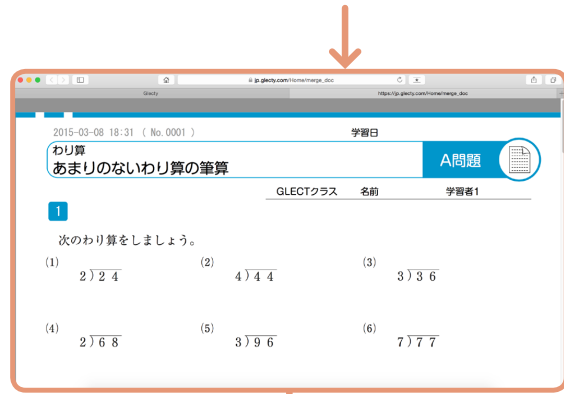 jp.glecty.com/Home/merge_doc
Glecty
https://jp.glecty.com/Home/merge_doc
2015-03-08 18:31 ( No.0001 )
学習日
わり算
あまりのないわり算の筆算
A問題
GLECTクラス 名前 学習者1
1
次のわり算をしましょう。
(1) 2)24 (2) 4)44 (3) 3)36
(4) 2)68 (5) 3)96 (6) 7)77